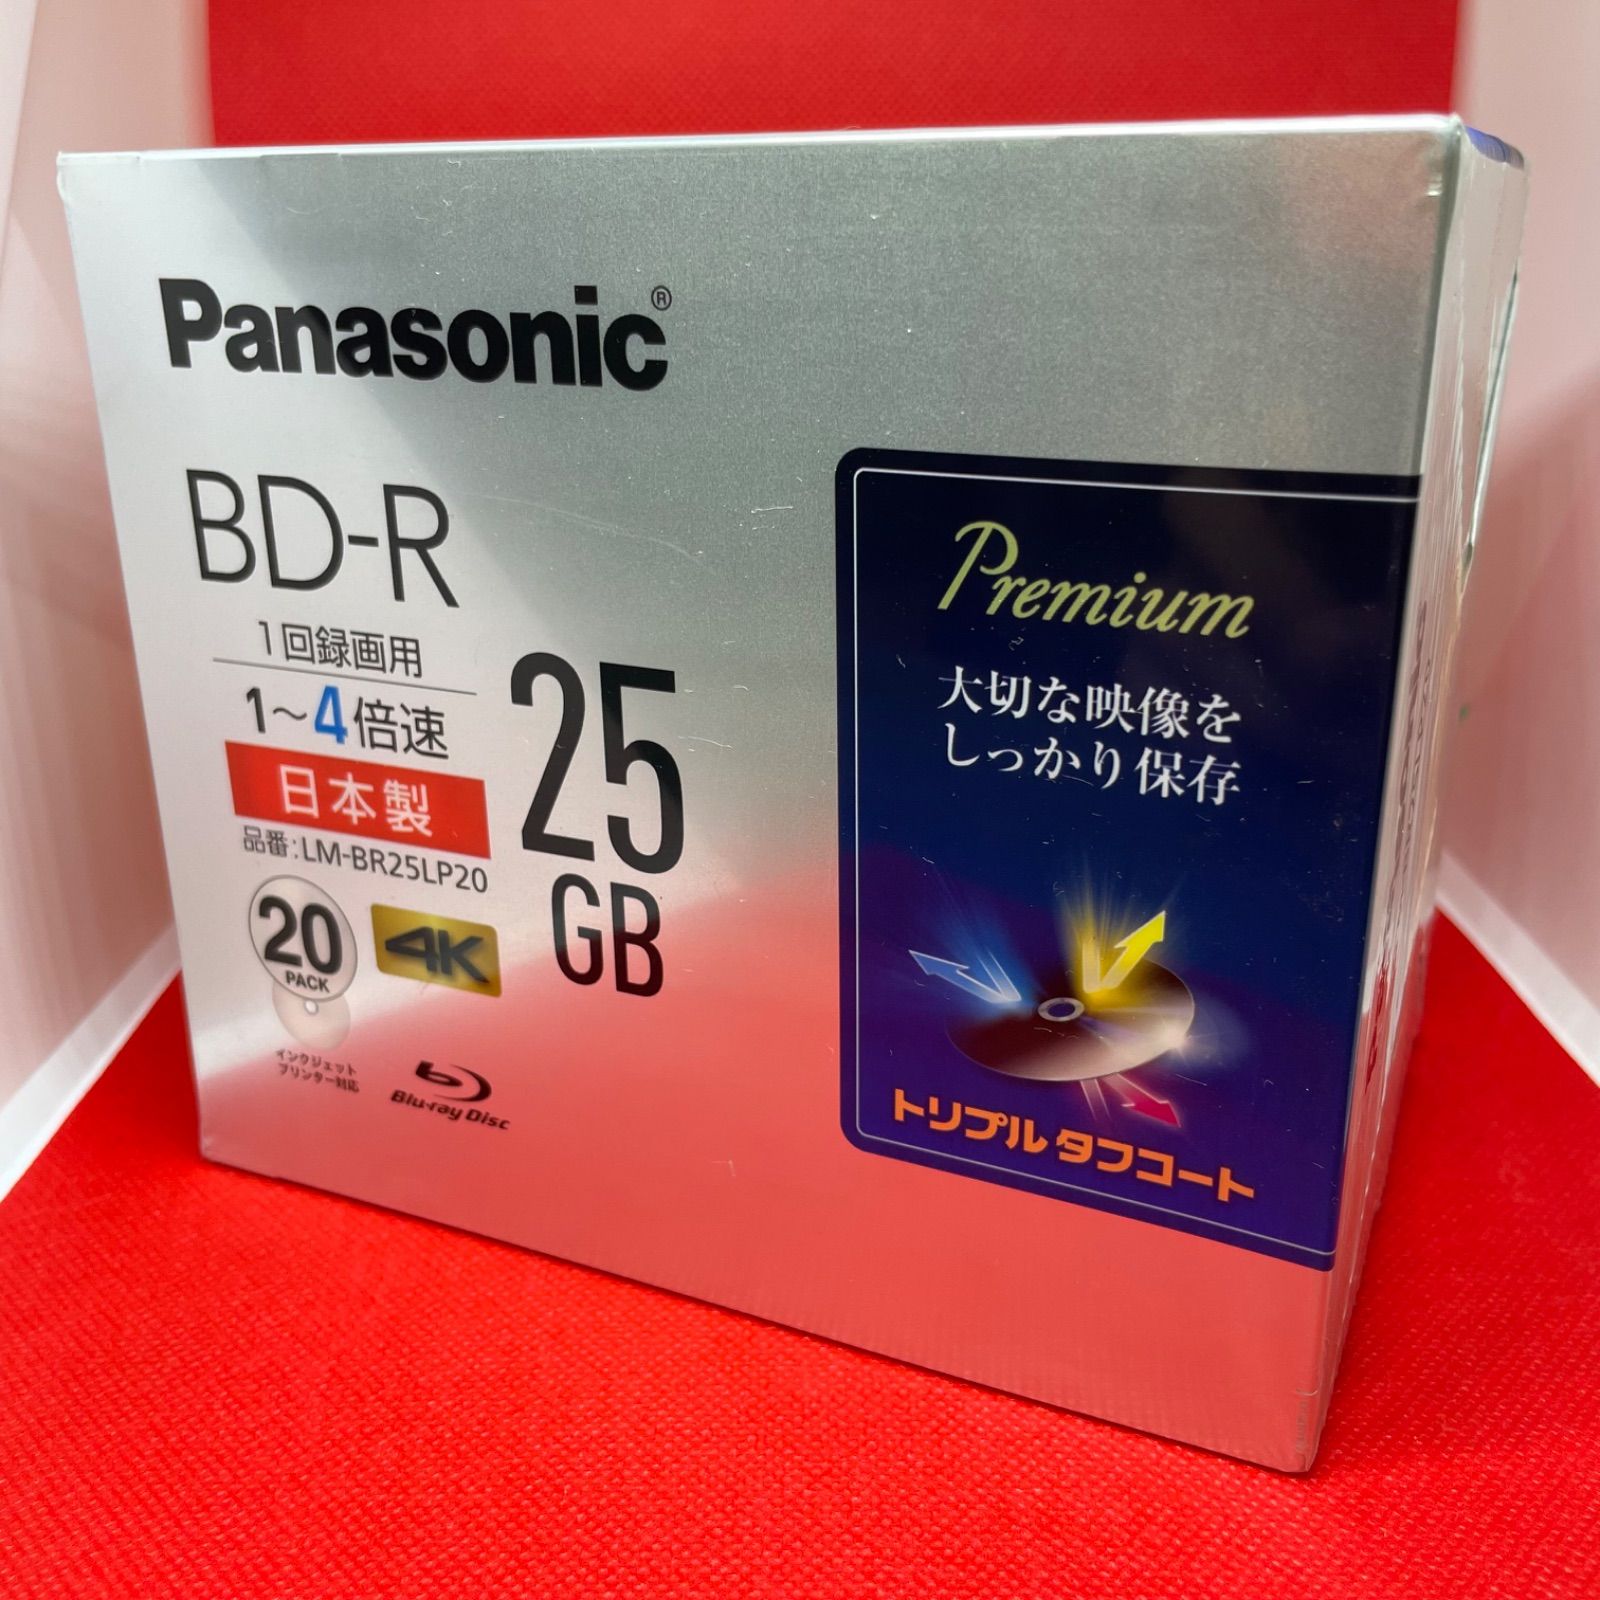 Panasonic®
BD-R
1回録画用
1〜4倍速
日本製
品番:LM-BR25LP20
25
GB
20
PACK
4K
インクジェット
プリンター対応
Blu-ray Disc
Premium
大切な映像を
しっかり保存
トリプルタフコート